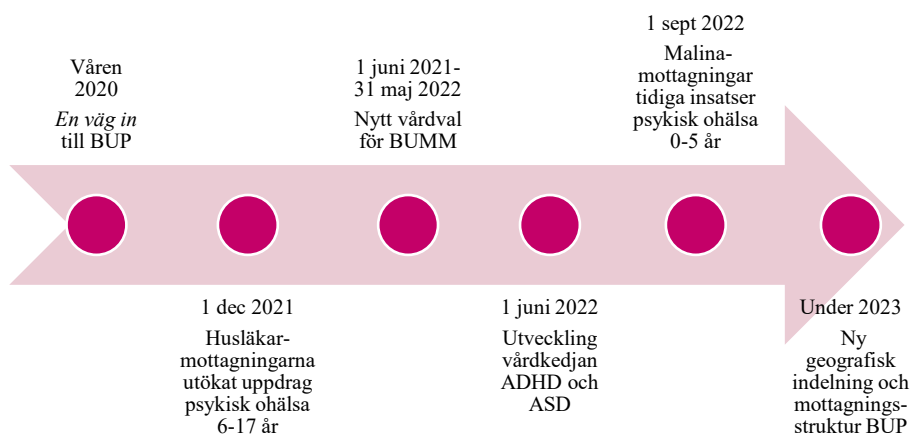 Våren
2020
En väg in
till BUP
1 dec 2021
Husläkar-
mottagningarna
utökat uppdrag
psykisk ohälsa
6-17 år
1 juni 2021-
31 maj 2022
Nytt vårdval
för BUMM
1 juni 2022
Utveckling
vårdkedjan
ADHD och
ASD
1 sept 2022
Malina-
mottagningar
tidiga insatser
psykisk ohälsa
0-5 år
Under 2023
Ny
geografisk
indelning och
mottagnings-
struktur BUP